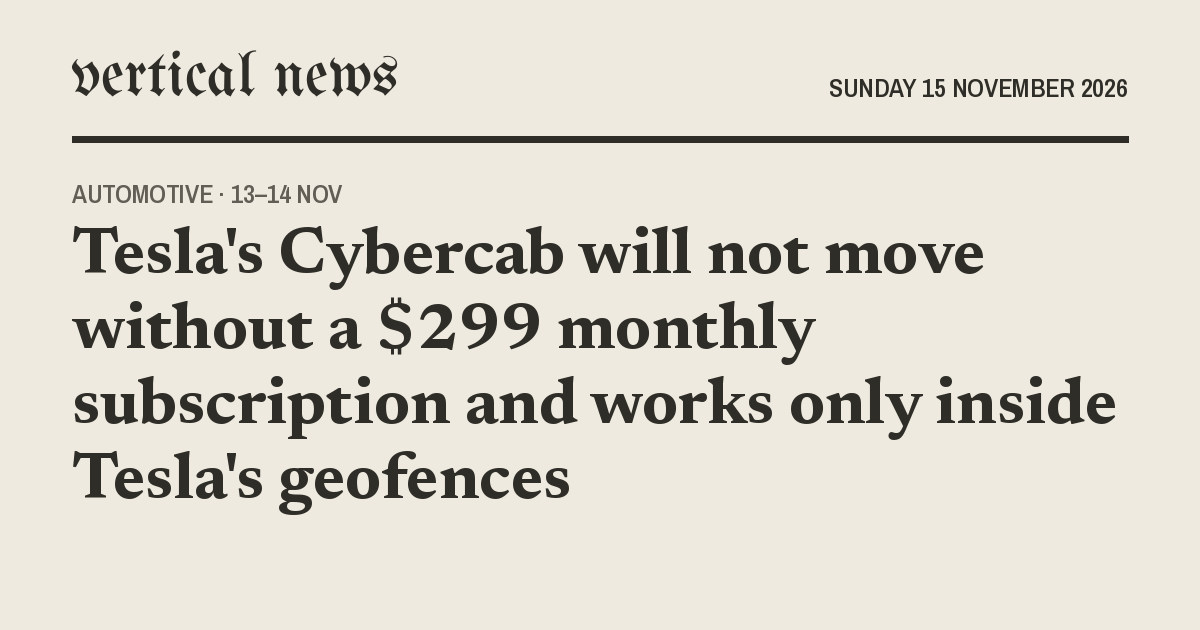 vertical news
SUNDAY 15 NOVEMBER 2026
AUTOMOTIVE · 13–14 NOV
Tesla's Cybercab will not move
without a $299 monthly
subscription and works only inside
Tesla's geofences